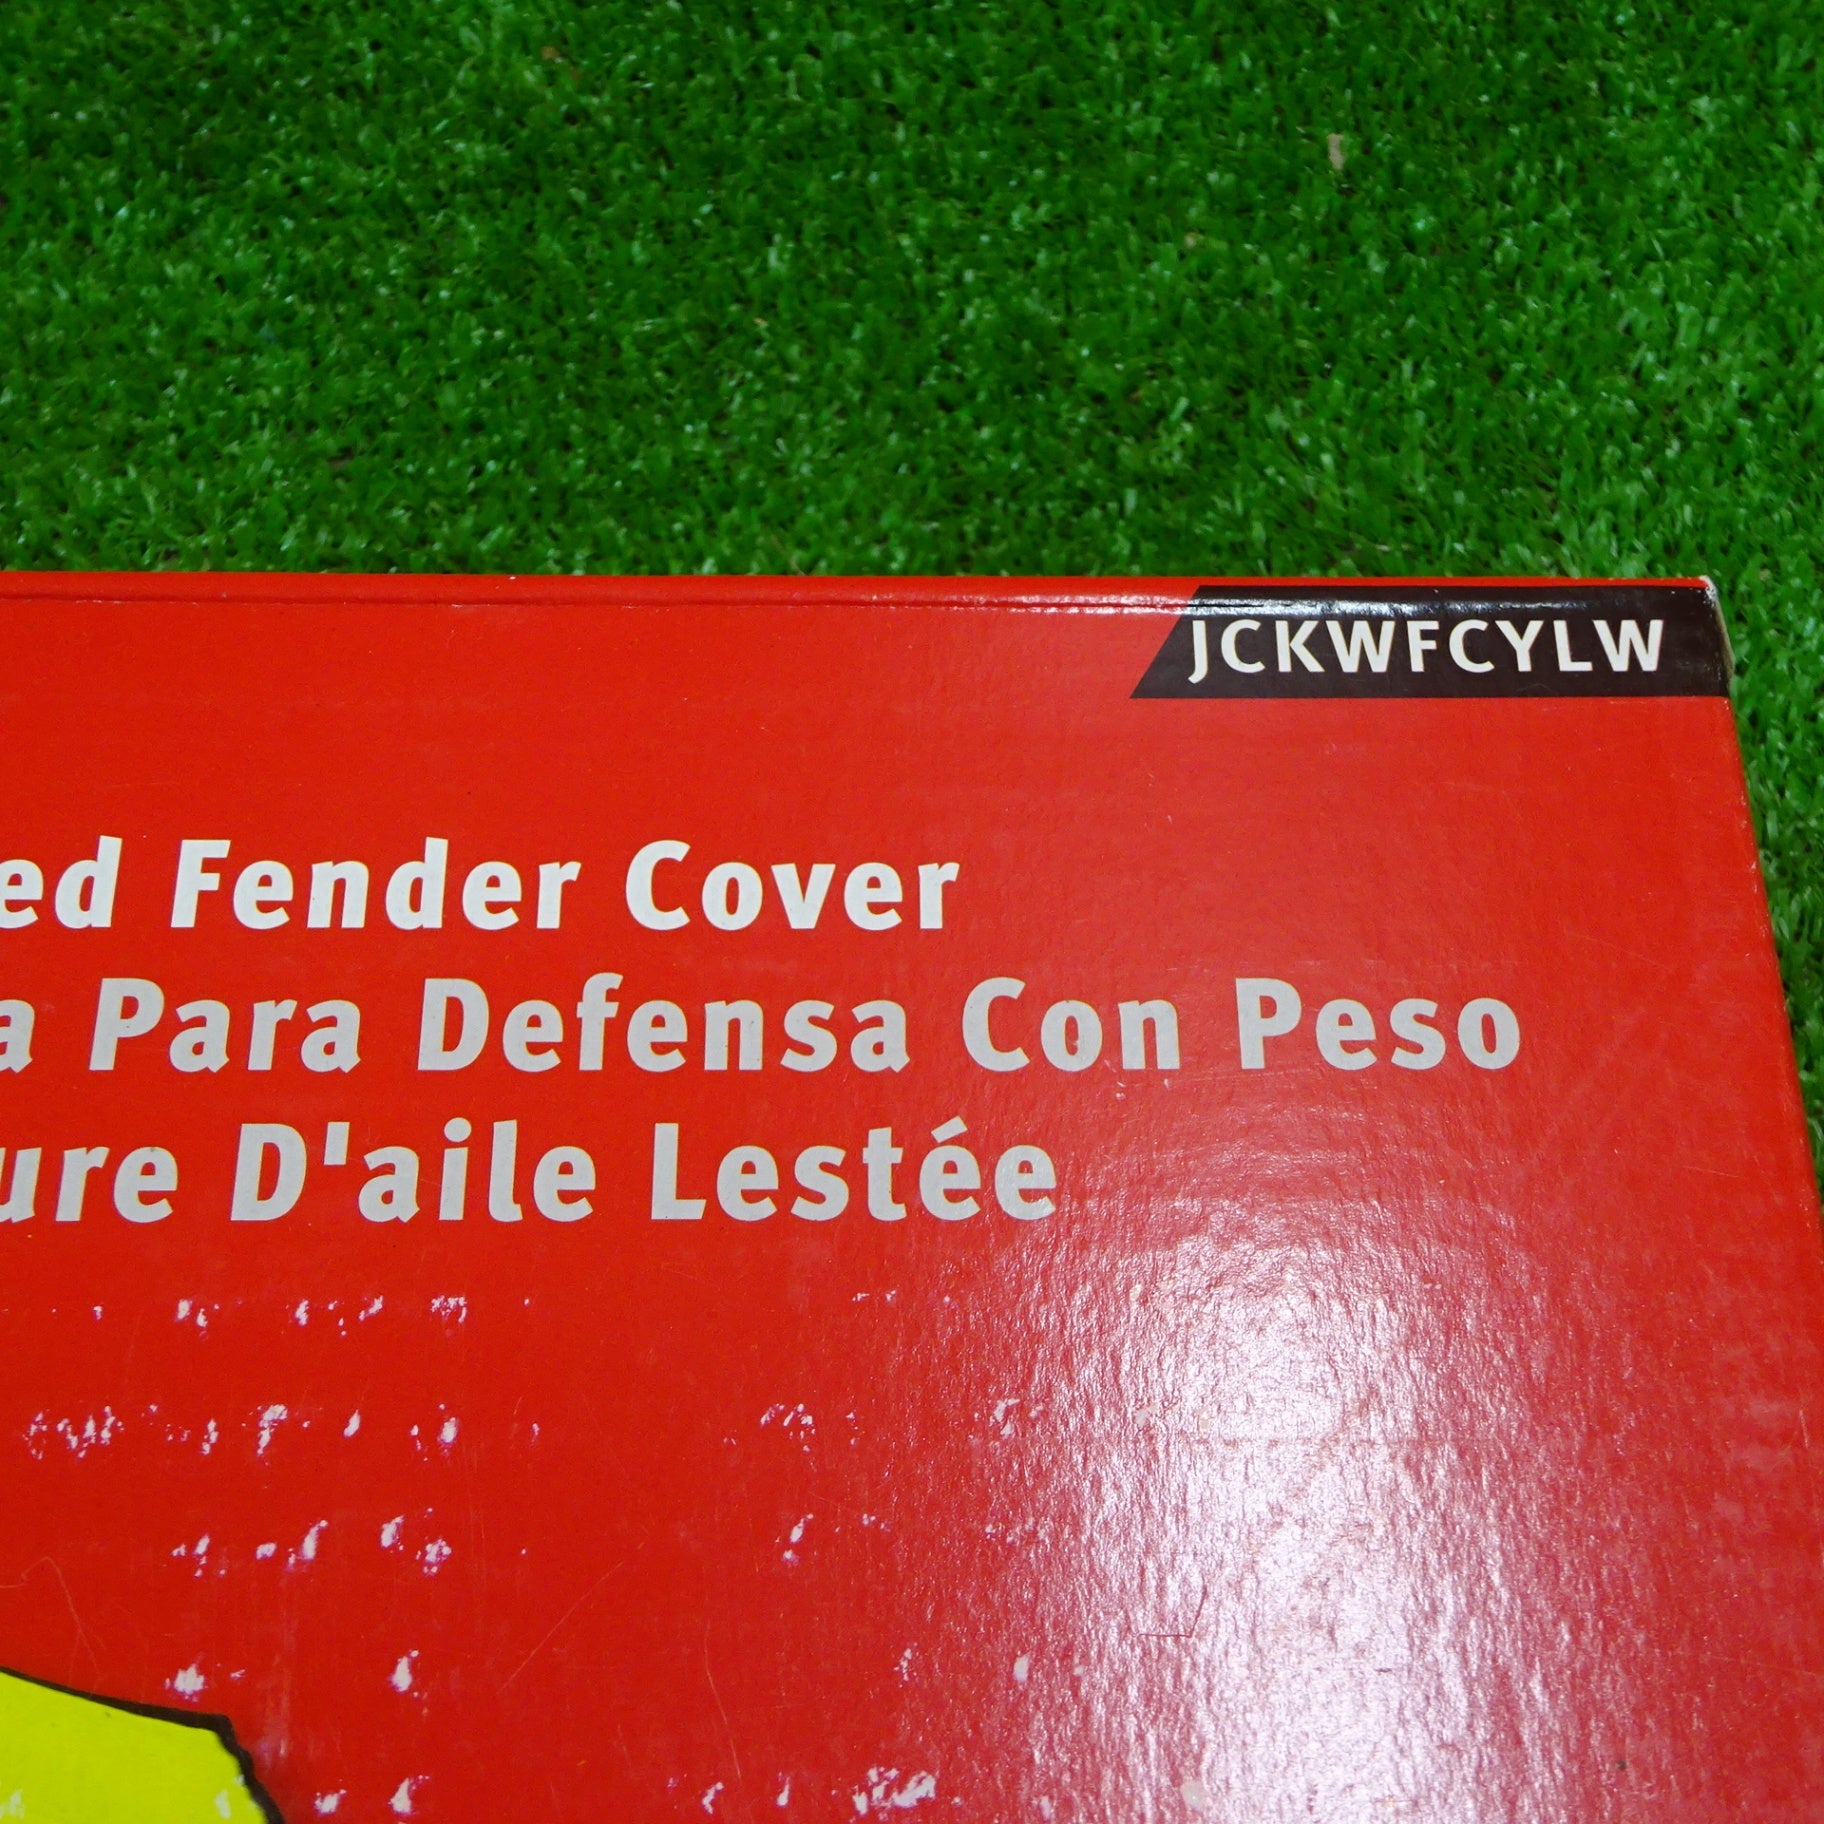 JCKWFCYLW
ed Fender Cover
a Para Defensa Con Peso
ure D'aile Lestée